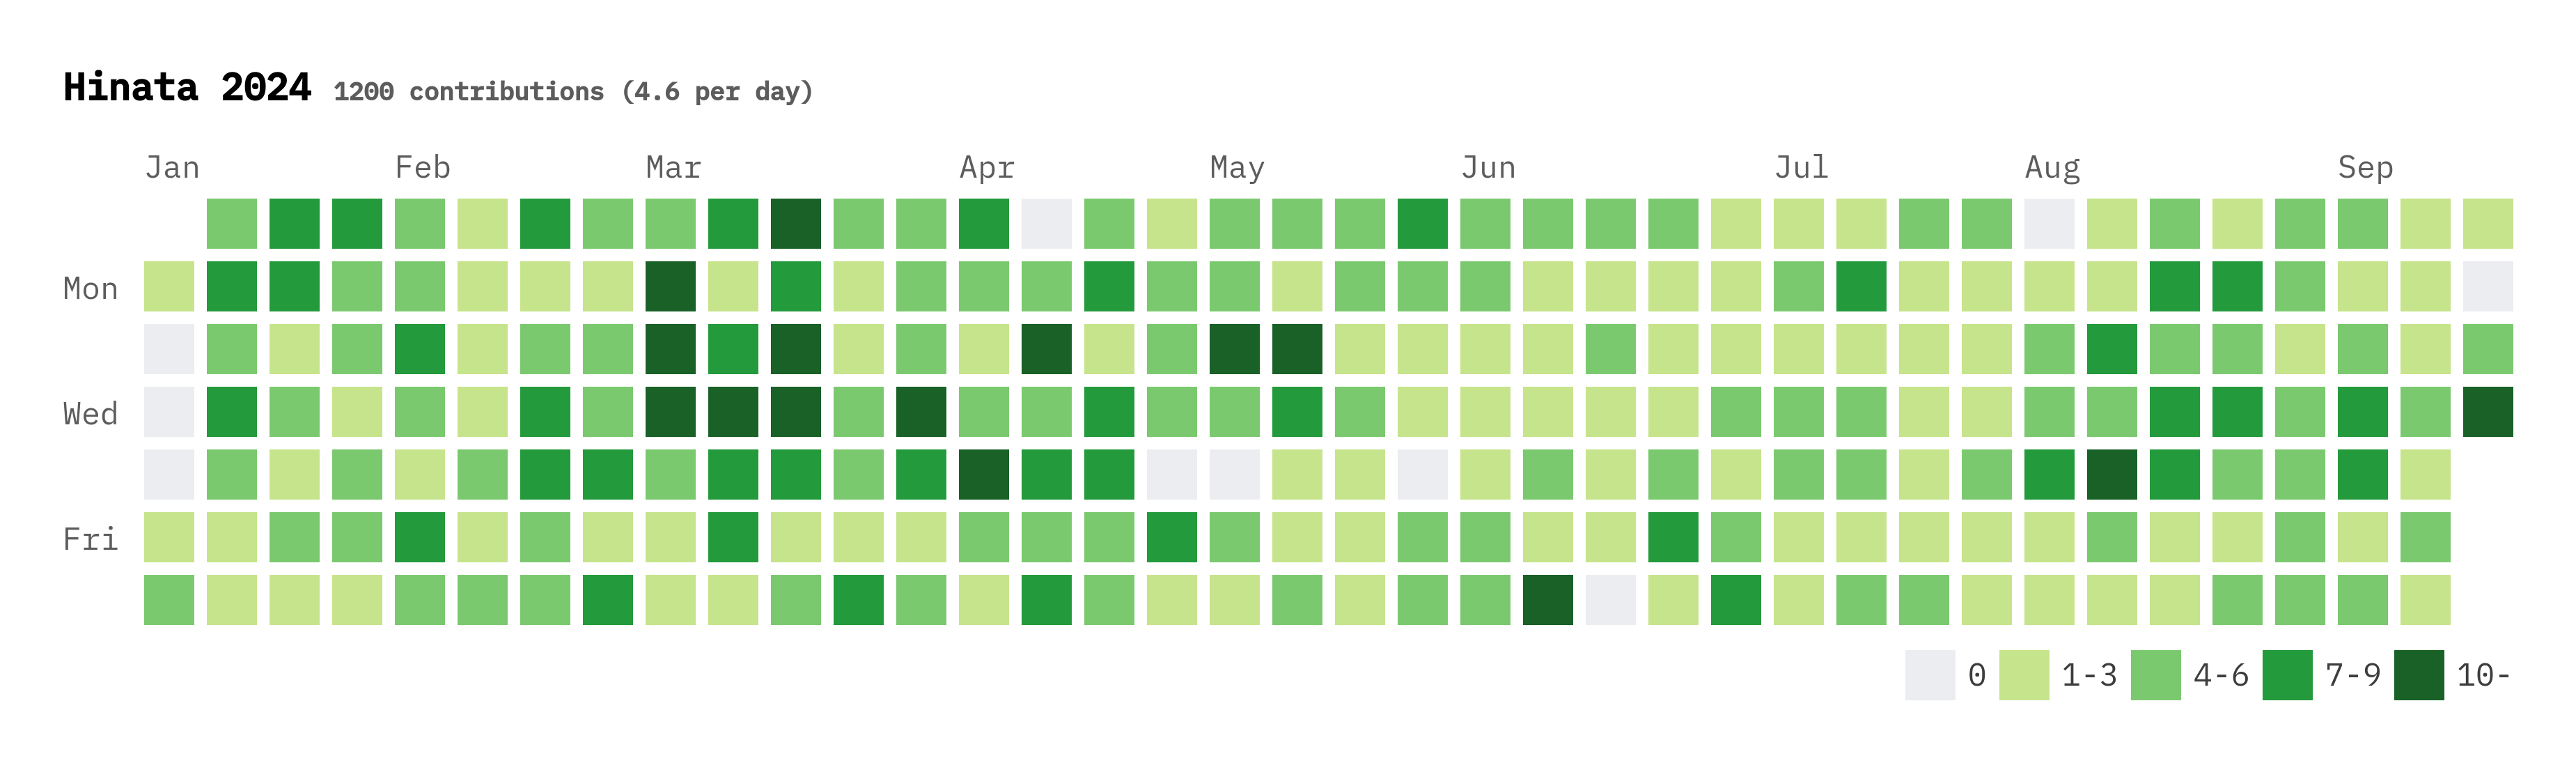 Hinata 2024 1200 contributions (4.6 per day)
Jan Feb Mar Apr May Jun Jul Aug Sep
Mon
Wed
Fri
0 1-3 4-6 7-9 10-